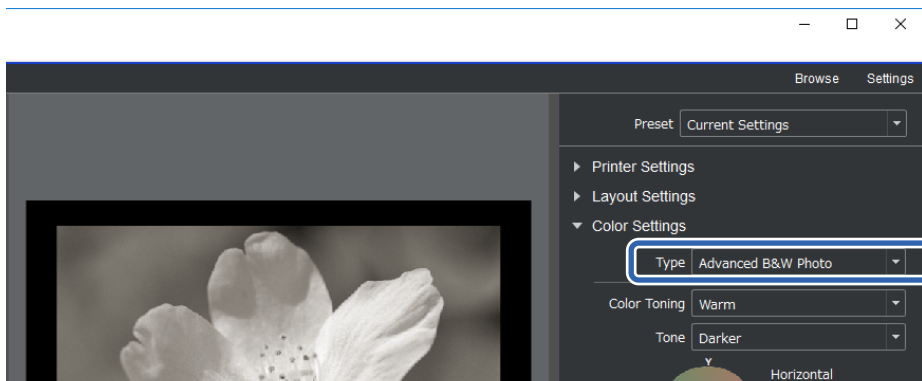 Browse Settings
Preset Current Settings
Printer Settings
Layout Settings
Color Settings
Type Advanced B&W Photo
Color Toning Warm
Tone Darker
Y
Horizontal